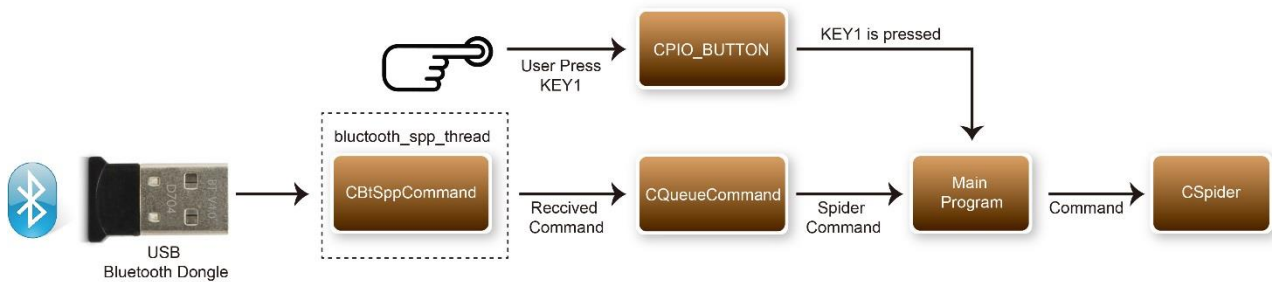 User Press
KEY1
CPIO_BUTTON
KEY1 is pressed
bluctooth_spp_thread
CBtSppCommand
Reccived
Command
CQueueCommand
Spider
Command
Main
Program
Command
CSpider
USB
Bluetooth Dongle
D704